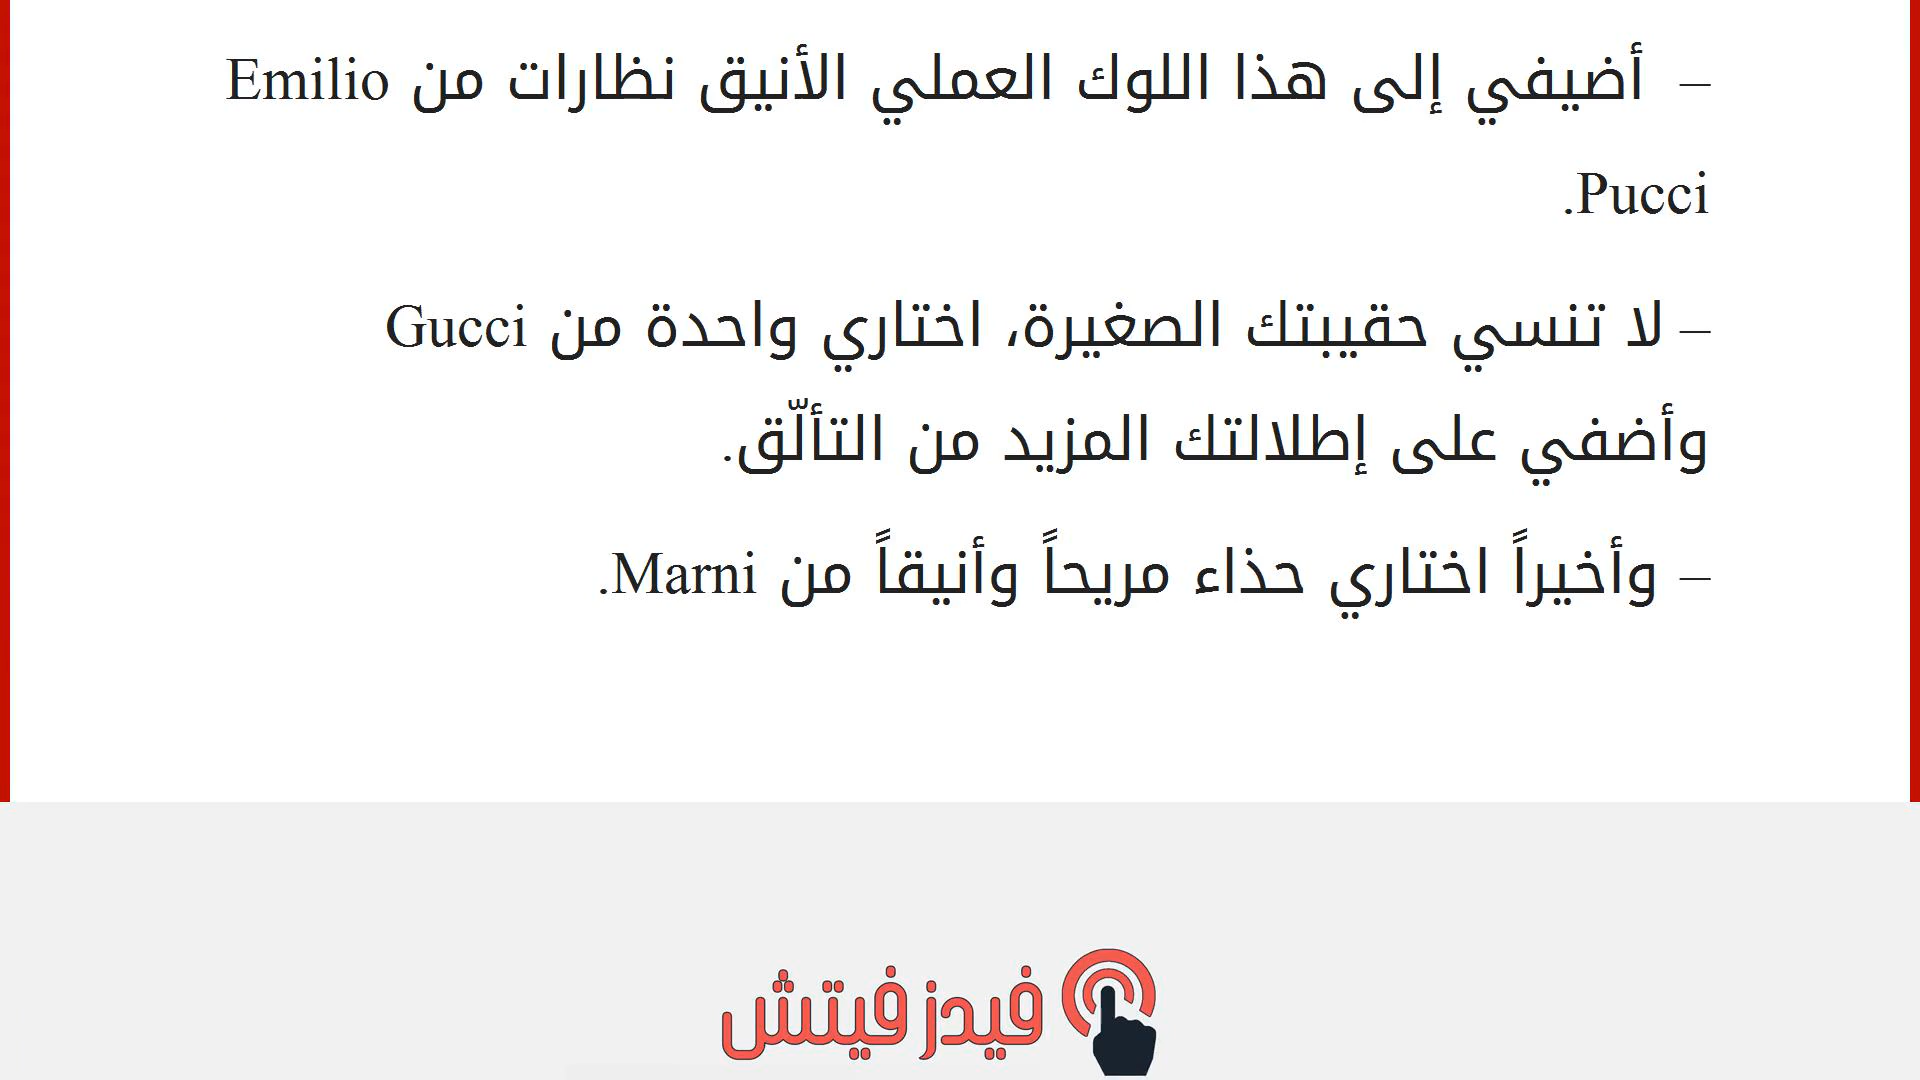 – أضيفي إلى هذا اللوك العملي الأنيق نظارات من Emilio
Pucci.
– لا تنسي حقيبتك الصغيرة، اختاري واحدة من Gucci
وأضفي على إطلالتك المزيد من التألّق.
– وأخيراً اختاري حذاء مريحاً وأنيقاً من Marni.
فيدز فيتش